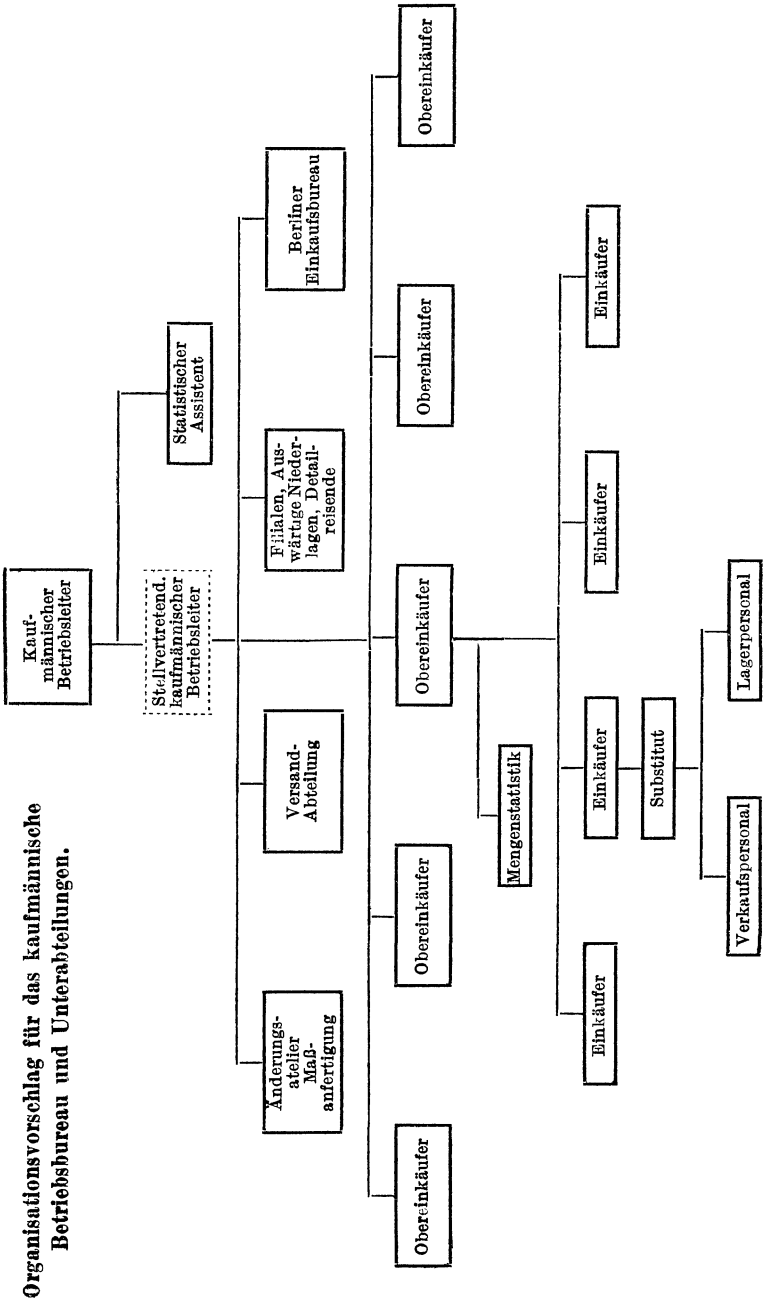 Organisationsvorschlag für das kaufmännische
Betriebsbureau und Unterabteilungen.
Kauf-
männischer
Betriebsleiter
Stellvertretend.
kaufmännischer
Betriebsleiter
Statistischer
Assistent
Änderungs-
atelier
Maß-
anfertigung
Versand-
Abteilung
Filialen, Aus-
wärtige Nieder-
lagen, Detail-
reisende
Berliner
Einkaufsbureau
Obereinkäufer
Obereinkäufer
Obereinkäufer
Obereinkäufer
Obereinkäufer
Mengenstatistik
Einkäufer
Einkäufer
Einkäufer
Einkäufer
Substitut
Verkaufspersonal
Lagerpersonal